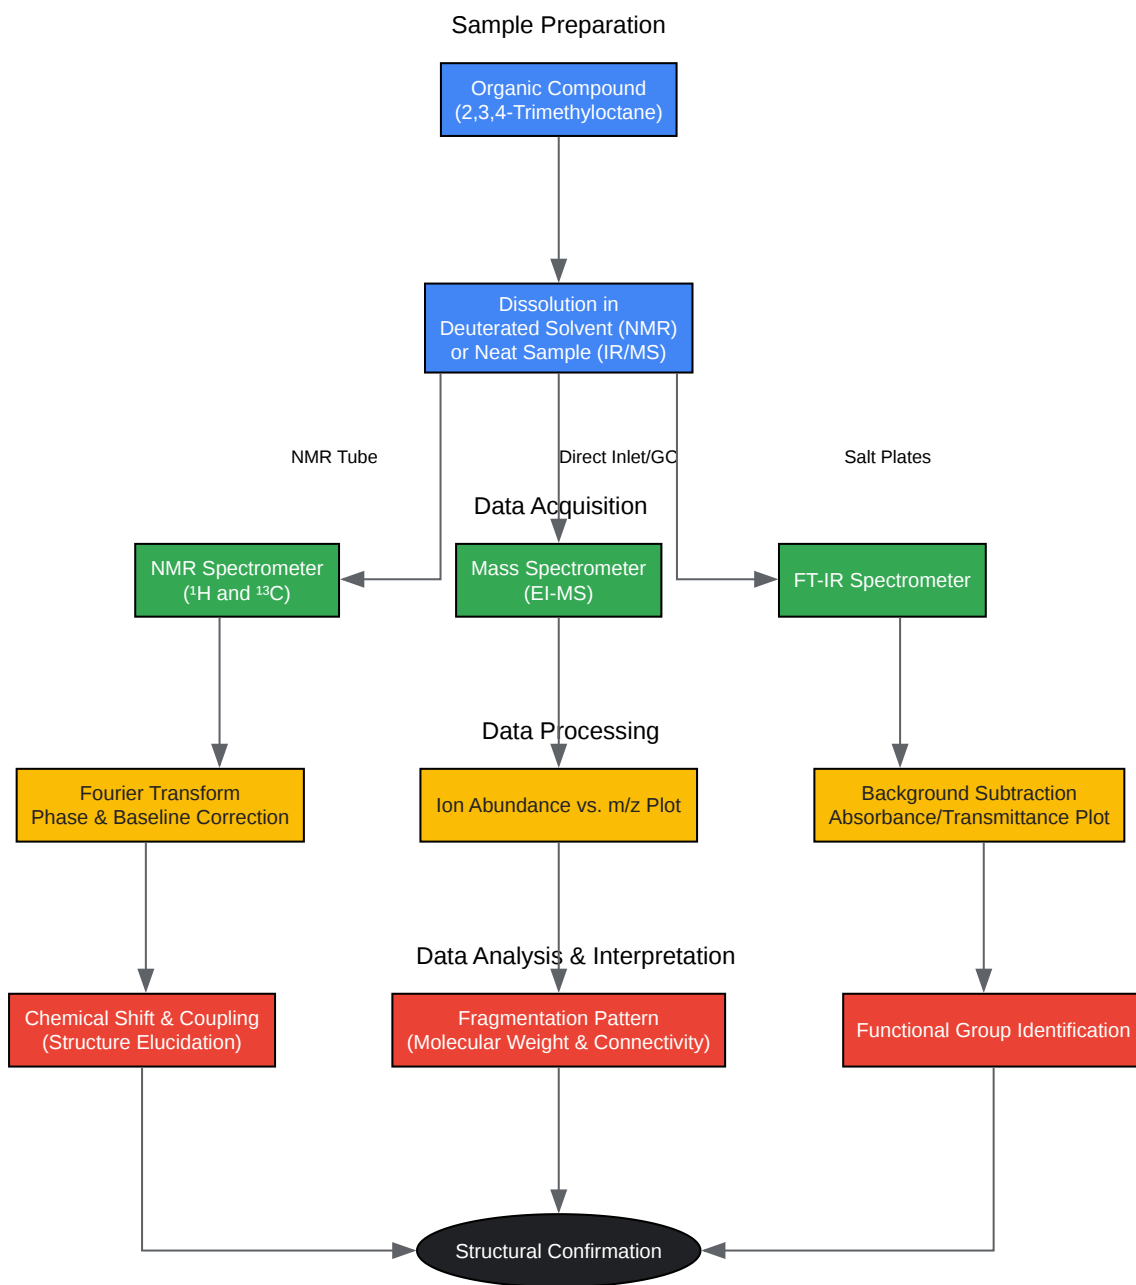 Sample Preparation
Organic Compound
(2,3,4-Trimethyloctane)
Dissolution in
Deuterated Solvent (NMR)
or Neat Sample (IR/MS)
NMR Tube
Direct Inlet/GC
Salt Plates
Data Acquisition
NMR Spectrometer
(¹H and ¹³C)
Mass Spectrometer
(EI-MS)
FT-IR Spectrometer
Data Processing
Fourier Transform
Phase & Baseline Correction
Ion Abundance vs. m/z Plot
Background Subtraction
Absorbance/Transmittance Plot
Data Analysis & Interpretation
Chemical Shift & Coupling
(Structure Elucidation)
Fragmentation Pattern
(Molecular Weight & Connectivity)
Functional Group Identification
Structural Confirmation